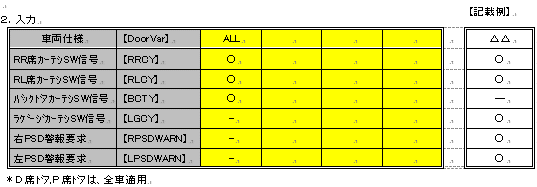 【記載例】
2. 入力
車両仕様 【DoorVar】 ALL △△
RR席カーテンSW信号 【RRCY】 ○ ○
RL席カーテンSW信号 【RLCY】 ○ ○
バックドアカーテンSW信号 【BCTY】 ○ ―
ラゲージカーテンSW信号 【LGCY】 - ○
右PSD警報要求 【RPSDWARN】 - ○
左PSD警報要求 【LPSDWARN】 - ○
*D席ドア,P席ドアは、全車適用